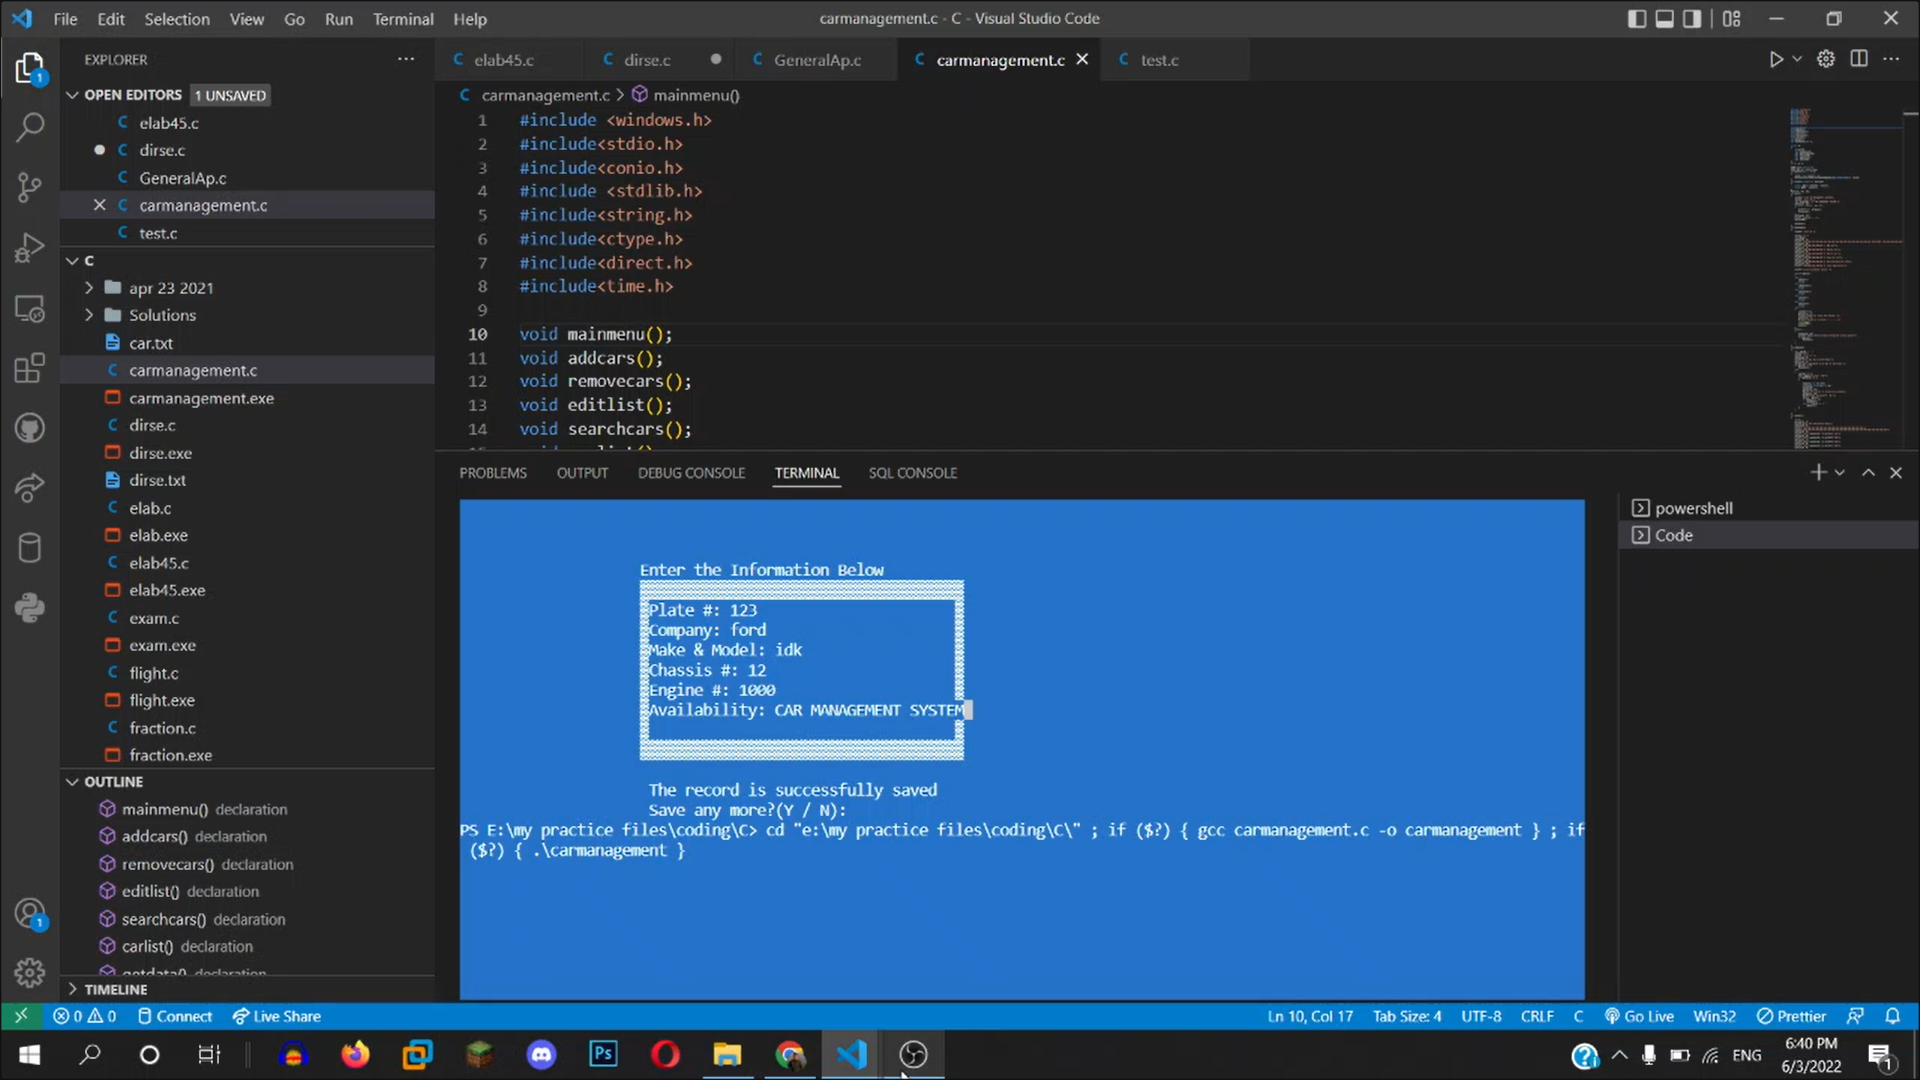 File Edit Selection View Go Run Terminal Help
carmanagement.c - C - Visual Studio Code
EXPLORER
OPEN EDITORS 1 UNSAVED
elab45.c
dirse.c
GeneralAp.c
carmanagement.c
test.c
C
apr 23 2021
Solutions
car.txt
carmanagement.c
carmanagement.exe
dirse.c
dirse.exe
dirse.txt
elab.c
elab.exe
elab45.c
elab45.exe
exam.c
exam.exe
flight.c
flight.exe
fraction.c
fraction.exe
OUTLINE
mainmenu() declaration
addcars() declaration
removecars() declaration
editlist() declaration
searchcars() declaration
carlist() declaration
getdata() declaration
TIMELINE
elab45.c dirse.c GeneralAp.c carmanagement.c test.c
carmanagement.c > mainmenu()
1 #include <windows.h>
2 #include<stdio.h>
3 #include<conio.h>
4 #include <stdlib.h>
5 #include<string.h>
6 #include<ctype.h>
7 #include<direct.h>
8 #include<time.h>
9
10 void mainmenu();
11 void addcars();
12 void removecars();
13 void editlist();
14 void searchcars();
PROBLEMS OUTPUT DEBUG CONSOLE TERMINAL SQL CONSOLE
powershell
Code
Enter the Information Below
Plate #: 123
Company: ford
Make & Model: idk
Chassis #: 12
Engine #: 1000
Availability: CAR MANAGEMENT SYSTEM
The record is successfully saved
Save any more?(Y / N):
PS E:\my practice files\coding\C> cd "e:\my practice files\coding\C\" ; if ($?) { gcc carmanagement.c -o carmanagement } ; if
($?) { .\carmanagement }
0 0 Connect Live Share
Ln 10, Col 17 Tab Size: 4 UTF-8 CRLF C Go Live Win32 Prettier
Ps
ENG
6:40 PM
6/3/2022
1